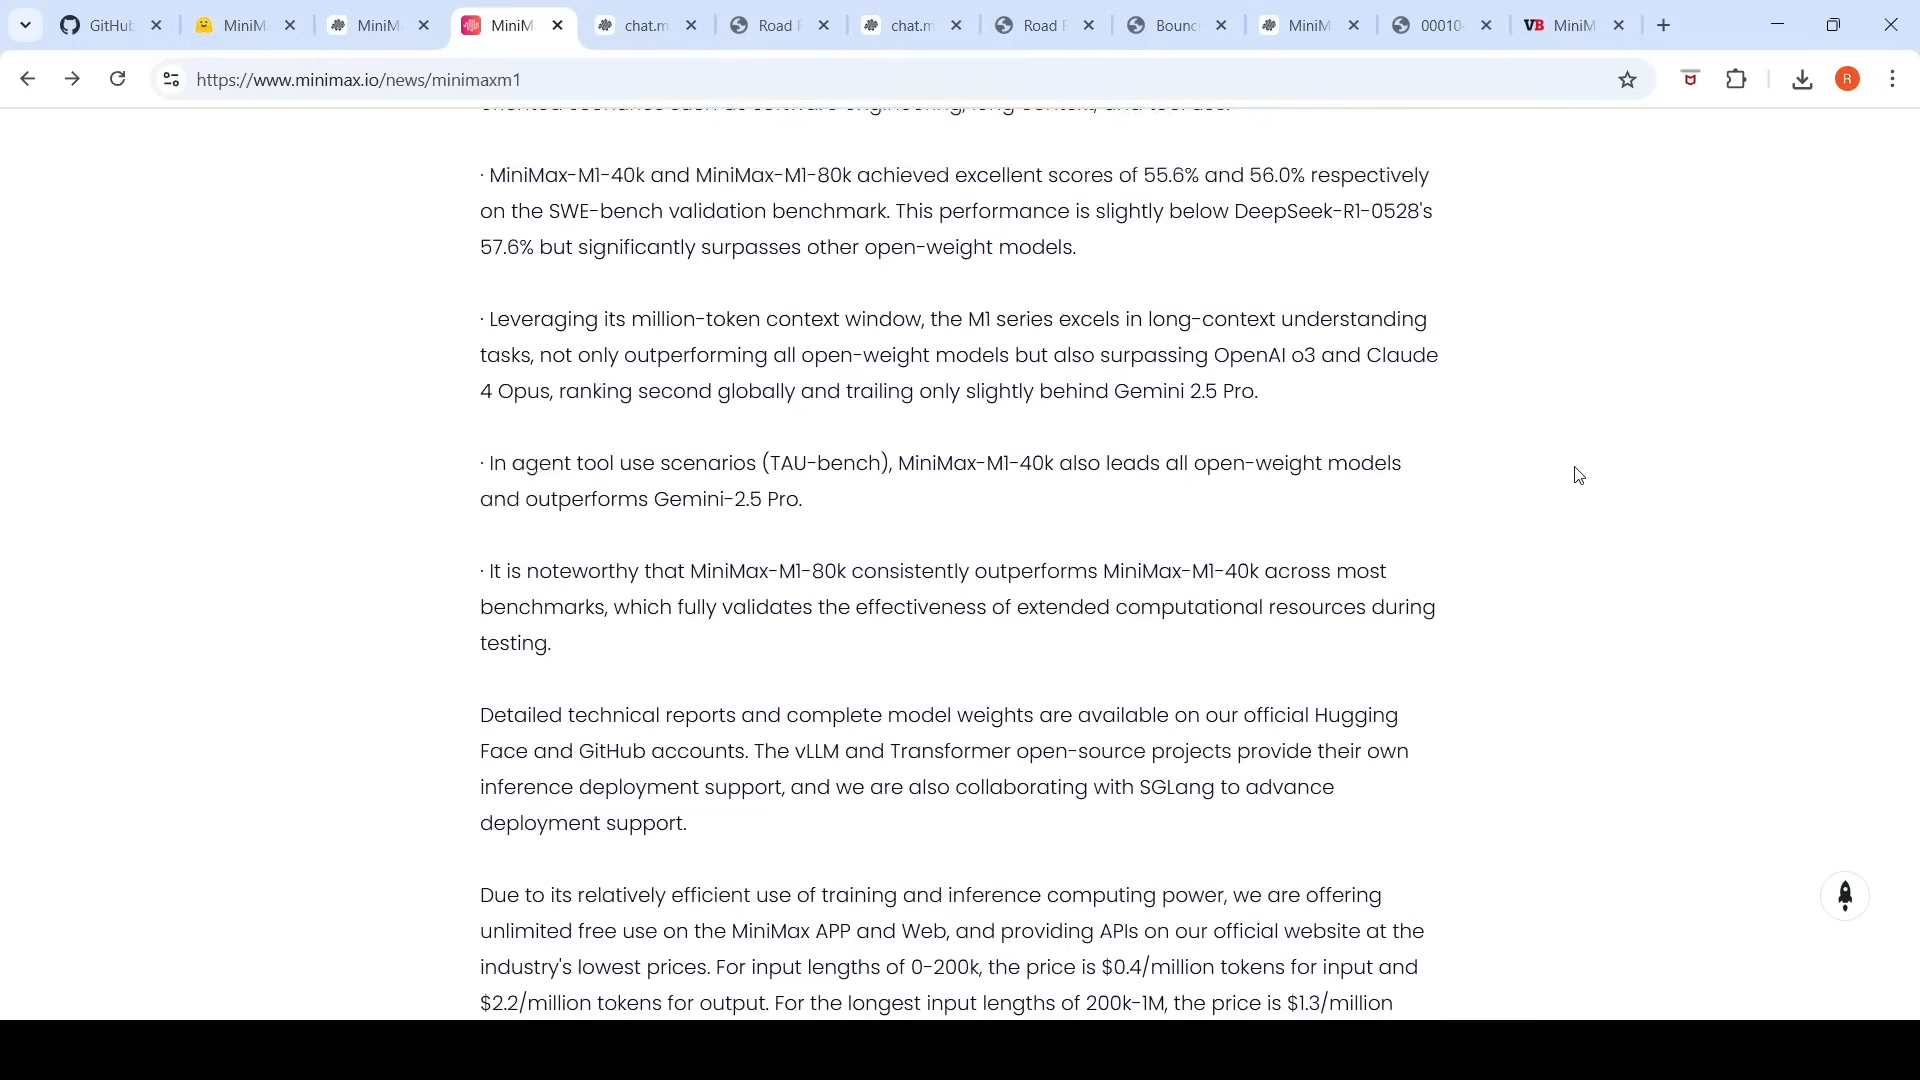 GitHub
MiniM
MiniM
MiniM
chat.m
Road F
chat.m
Road F
Bounc
MiniM
00010-
VB MiniM
https://www.minimax.io/news/minimaxm1
R
· MiniMax-M1-40k and MiniMax-M1-80k achieved excellent scores of 55.6% and 56.0% respectively
on the SWE-bench validation benchmark. This performance is slightly below DeepSeek-R1-0528's
57.6% but significantly surpasses other open-weight models.
· Leveraging its million-token context window, the M1 series excels in long-context understanding
tasks, not only outperforming all open-weight models but also surpassing OpenAI o3 and Claude
4 Opus, ranking second globally and trailing only slightly behind Gemini 2.5 Pro.
· In agent tool use scenarios (TAU-bench), MiniMax-M1-40k also leads all open-weight models
and outperforms Gemini-2.5 Pro.
· It is noteworthy that MiniMax-M1-80k consistently outperforms MiniMax-M1-40k across most
benchmarks, which fully validates the effectiveness of extended computational resources during
testing.
Detailed technical reports and complete model weights are available on our official Hugging
Face and GitHub accounts. The vLLM and Transformer open-source projects provide their own
inference deployment support, and we are also collaborating with SGLang to advance
deployment support.
Due to its relatively efficient use of training and inference computing power, we are offering
unlimited free use on the MiniMax APP and Web, and providing APIs on our official website at the
industry's lowest prices. For input lengths of 0-200k, the price is $0.4/million tokens for input and
$2.2/million tokens for output. For the longest input lengths of 200k-1M, the price is $1.3/million